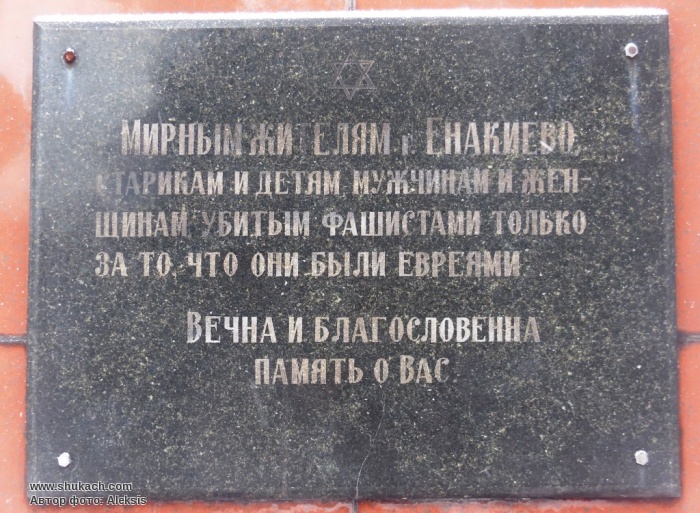 Мирным жителям г. Енакиево,
старикам и детям, мужчинам и жен-
щинам, убитым фашистами только
за то, что они были евреями
Вечна и благословенна
память о Вас.
www.shukach.com
Автор фото: Aleksis